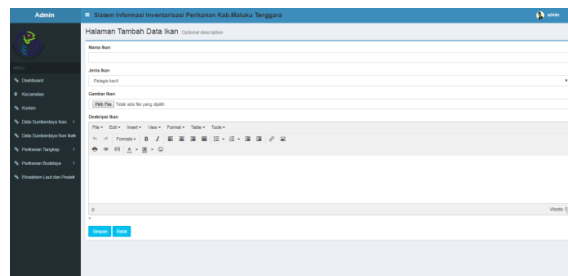 Admin
Sistem Informasi Inventarisasi Perikanan Kab.Maluku Tenggara
admin
Halaman Tambah Data Ikan Optional description
Nama Ikan
Menu
Jenis Ikan
Pelagis kecil
Dashboard
Kecamatan
Gambar Ikan
Pilih File Tidak ada file yang dipilih
Konten
Deskripsi Ikan
Data Sumberdaya Ikan
File Edit Insert View Format Table Tools
Data Sumberdaya Non Ikan
Formats B I
Perikanan Tangkap
A A
Perikanan Budidaya
Ekosistem Laut dan Pesisir
p
Words: 0
Simpan Batal